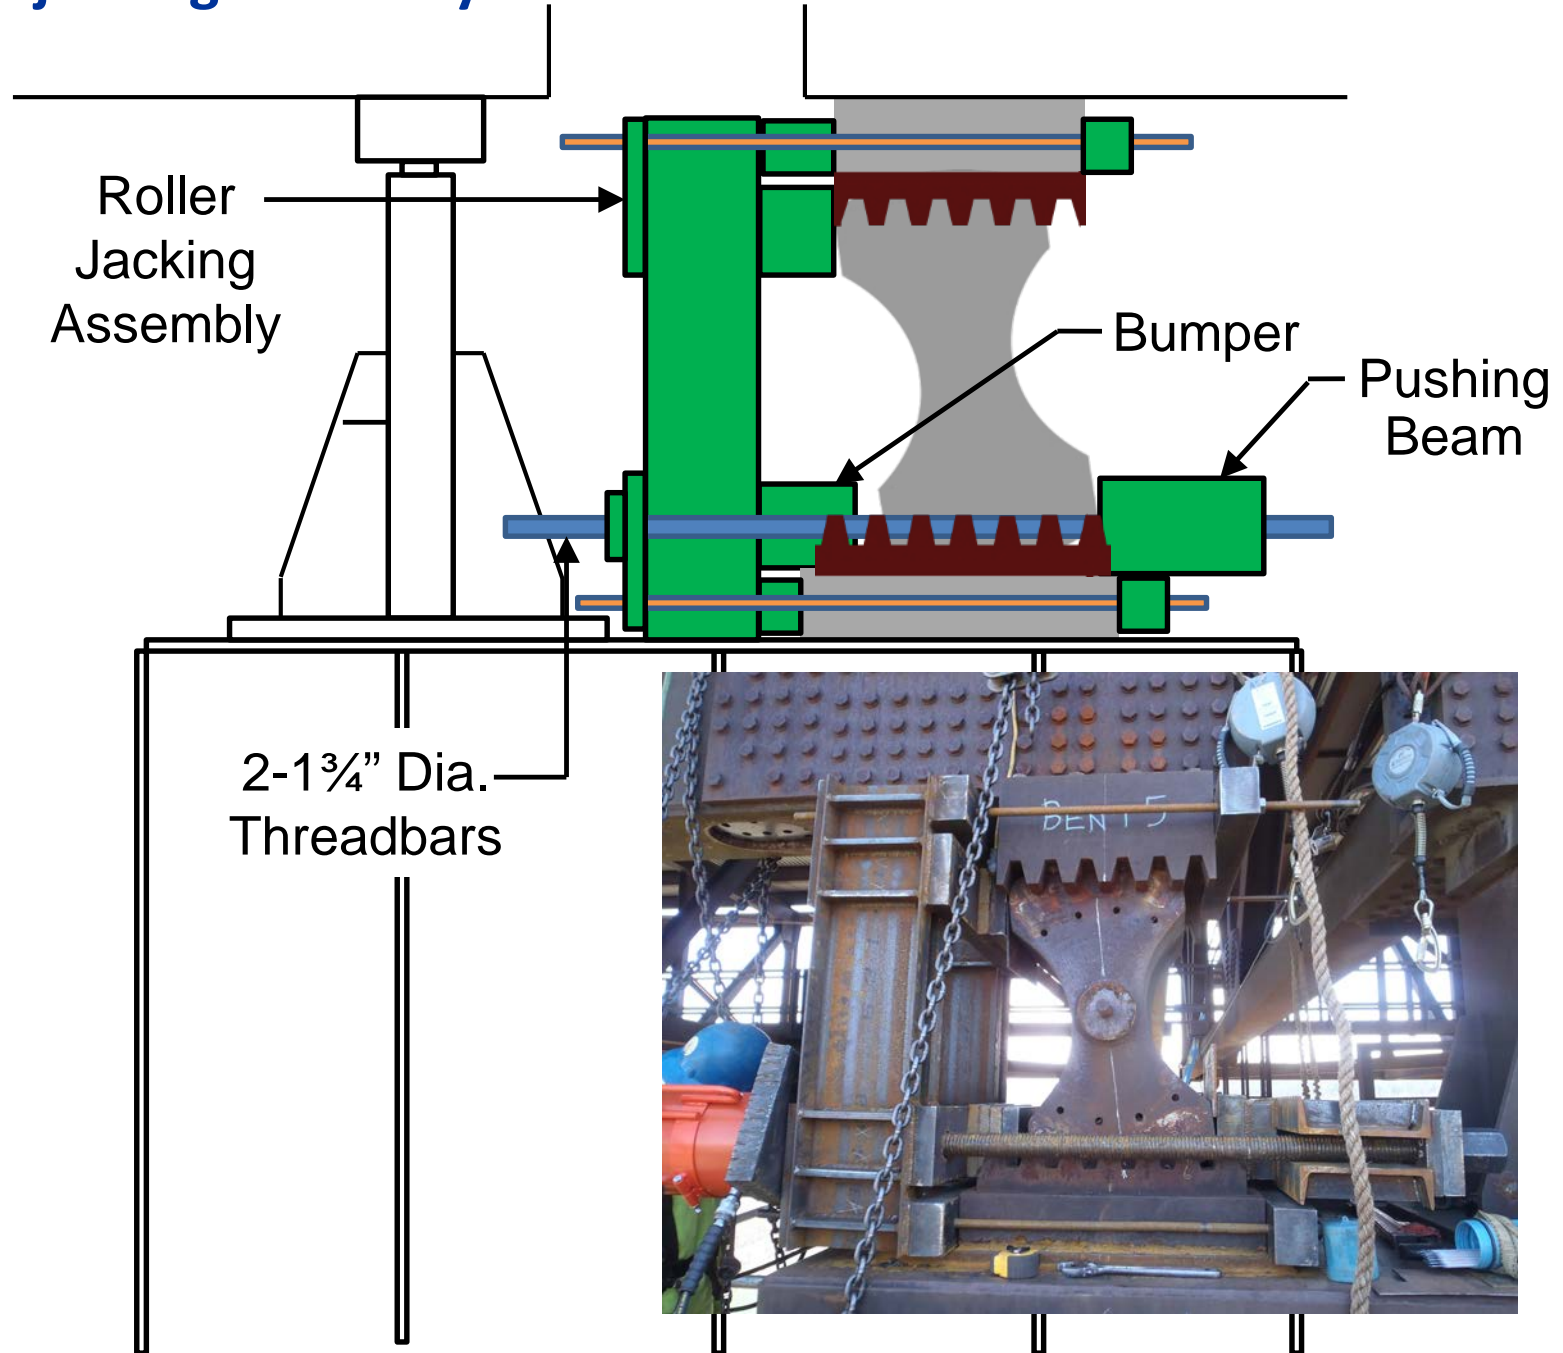 Roller
Jacking
Assembly
Bumper
Pushing
Beam
2-1¾” Dia.
Threadbars
BENT 5